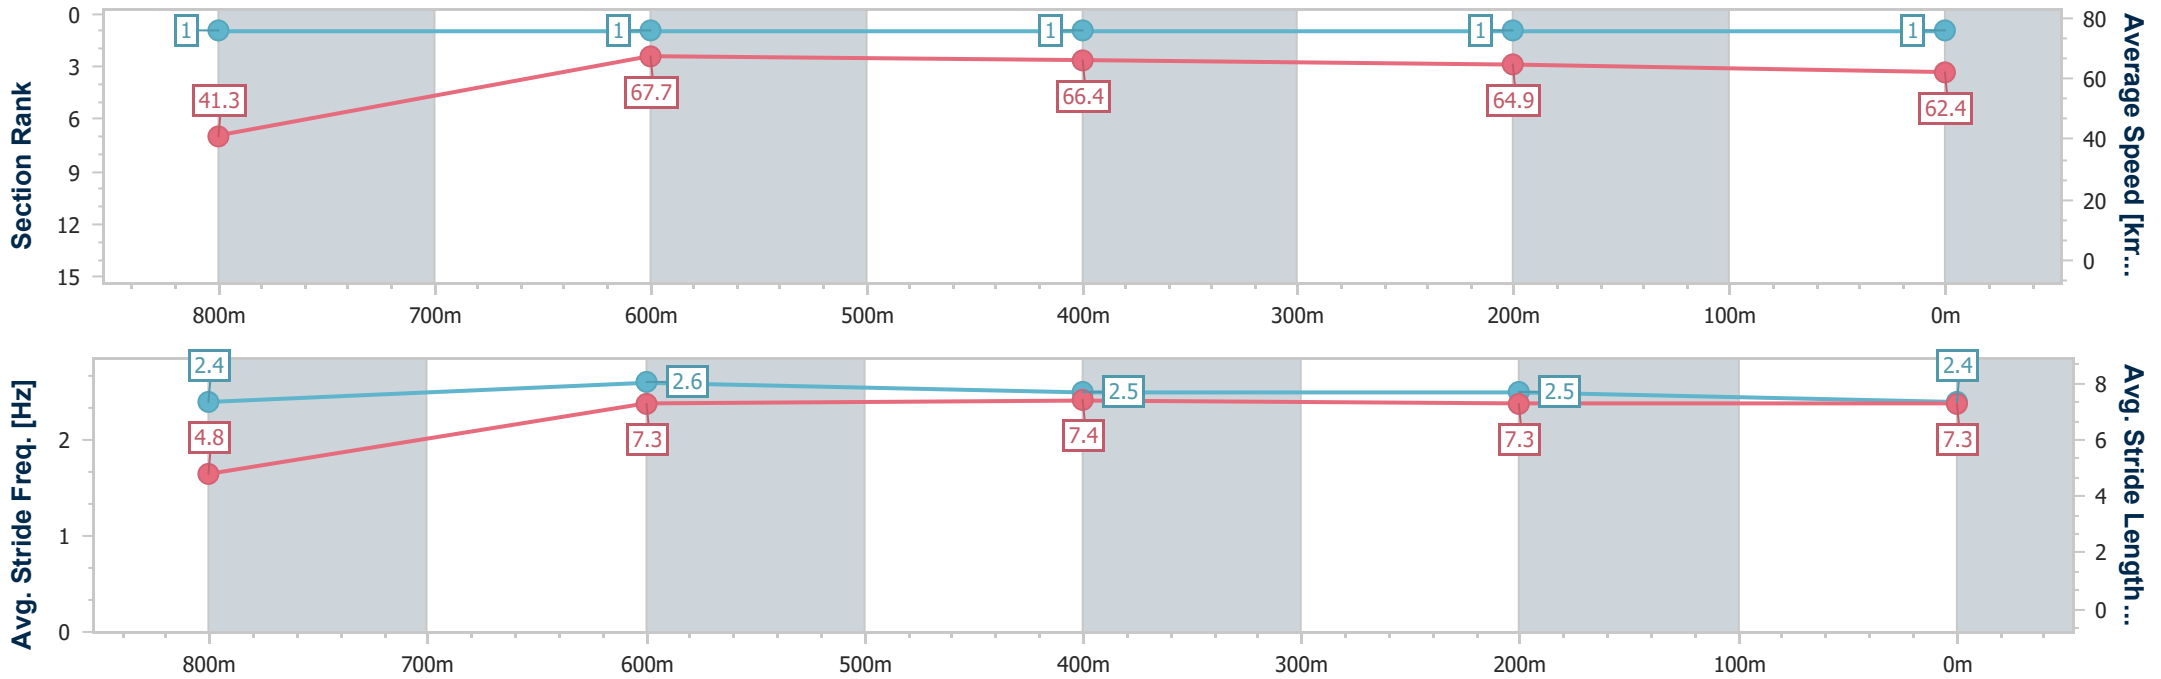 Section Rank
0
3
6
9
12
15
1
1
1
1
1
41.3
67.7
66.4
64.9
62.4
80
60
40
20
0
Average Speed [km...
800m
700m
600m
500m
400m
300m
200m
100m
0m
Avg. Stride Freq. [Hz]
2
1
0
2.4
2.6
2.5
2.5
2.4
4.8
7.3
7.4
7.3
7.3
8
6
4
2
0
Avg. Stride Length...
800m
700m
600m
500m
400m
300m
200m
100m
0m